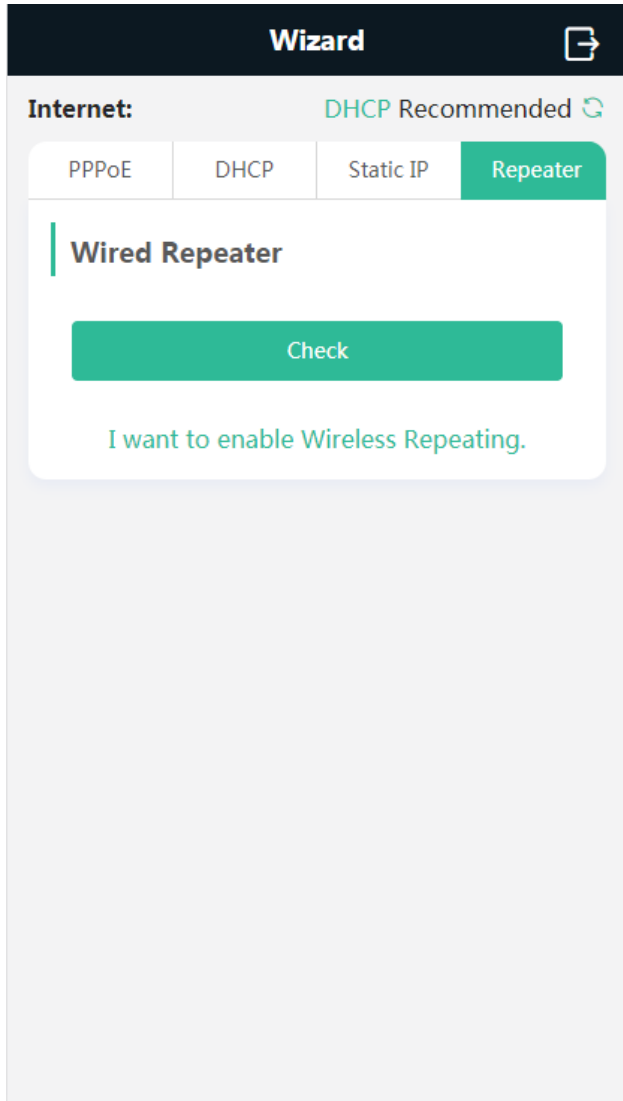 Wizard
Internet: DHCP Recommended
PPPoE DHCP Static IP Repeater
Wired Repeater
Check
I want to enable Wireless Repeating.